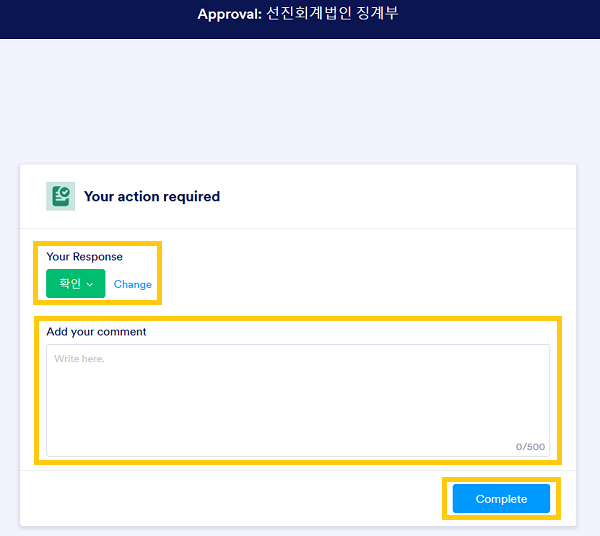 Approval: 선진회계법인 징계부
Your action required
Your Response
확인 Change
Add your comment
Write here.
0/500
Complete